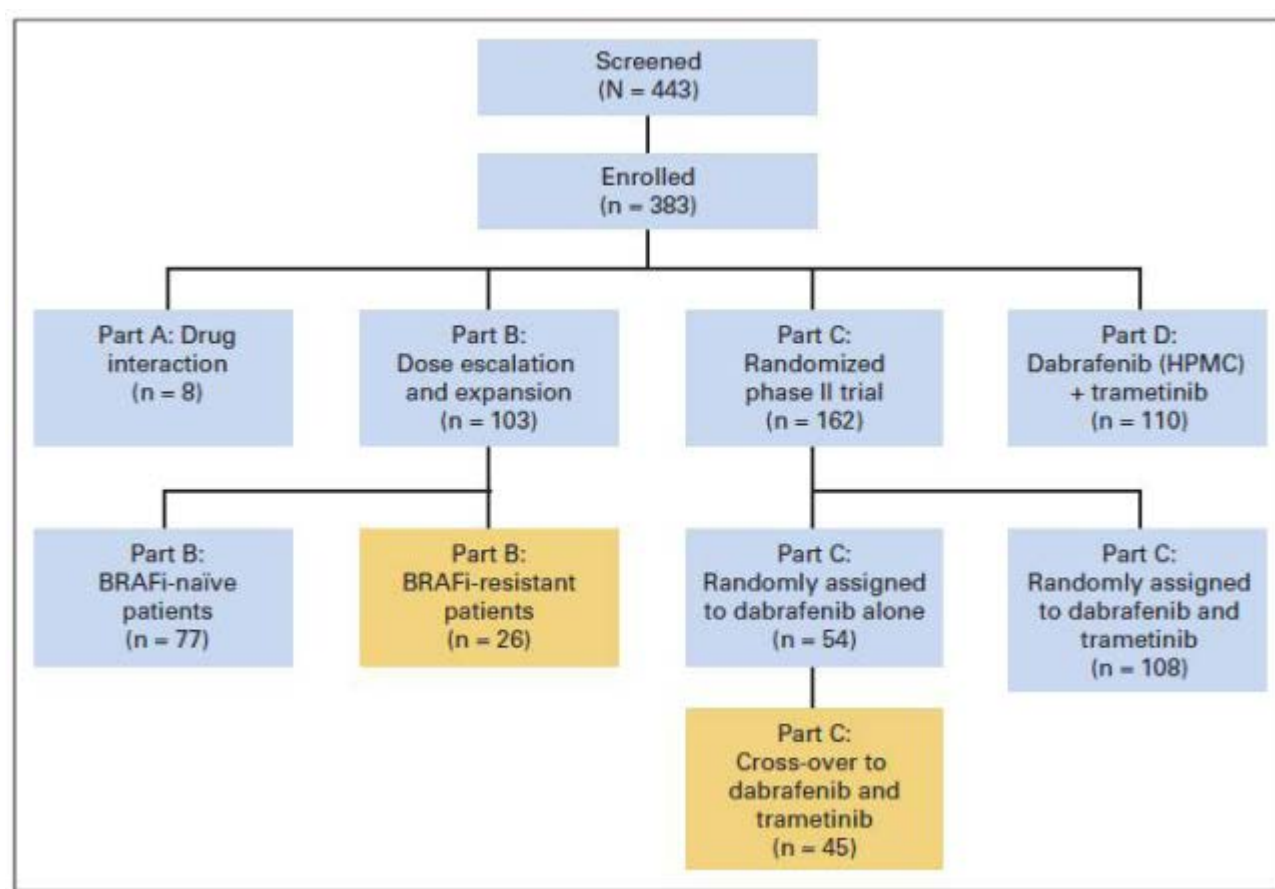 Screened
(N = 443)
Enrolled
(n = 383)
Part A: Drug
interaction
(n = 8)
Part B:
Dose escalation
and expansion
(n = 103)
Part C:
Randomized
phase II trial
(n = 162)
Part D:
Dabrafenib (HPMC)
+ trametinib
(n = 110)
Part B:
BRAFi-naïve
patients
(n = 77)
Part B:
BRAFi-resistant
patients
(n = 26)
Part C:
Randomly assigned
to dabrafenib alone
(n = 54)
Part C:
Randomly assigned
to dabrafenib and
trametinib
(n = 108)
Part C:
Cross-over to
dabrafenib and
trametinib
(n = 45)